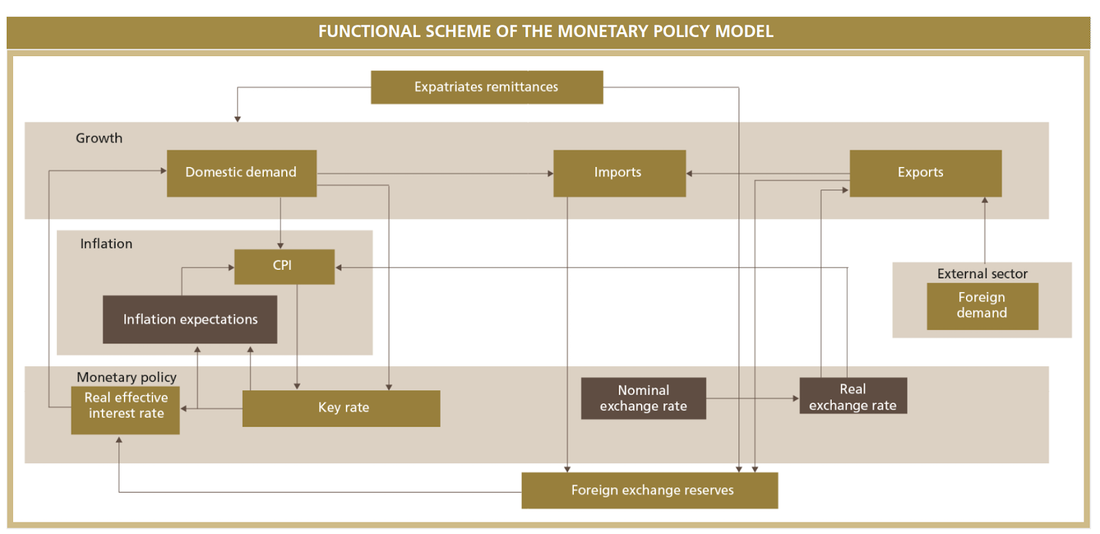 FUNCTIONAL SCHEME OF THE MONETARY POLICY MODEL
Expatriates remittances
Growth
Domestic demand
Imports
Exports
Inflation
CPI
Inflation expectations
External sector
Foreign
demand
Monetary policy
Real effective
interest rate
Key rate
Nominal
exchange rate
Real
exchange rate
Foreign exchange reserves